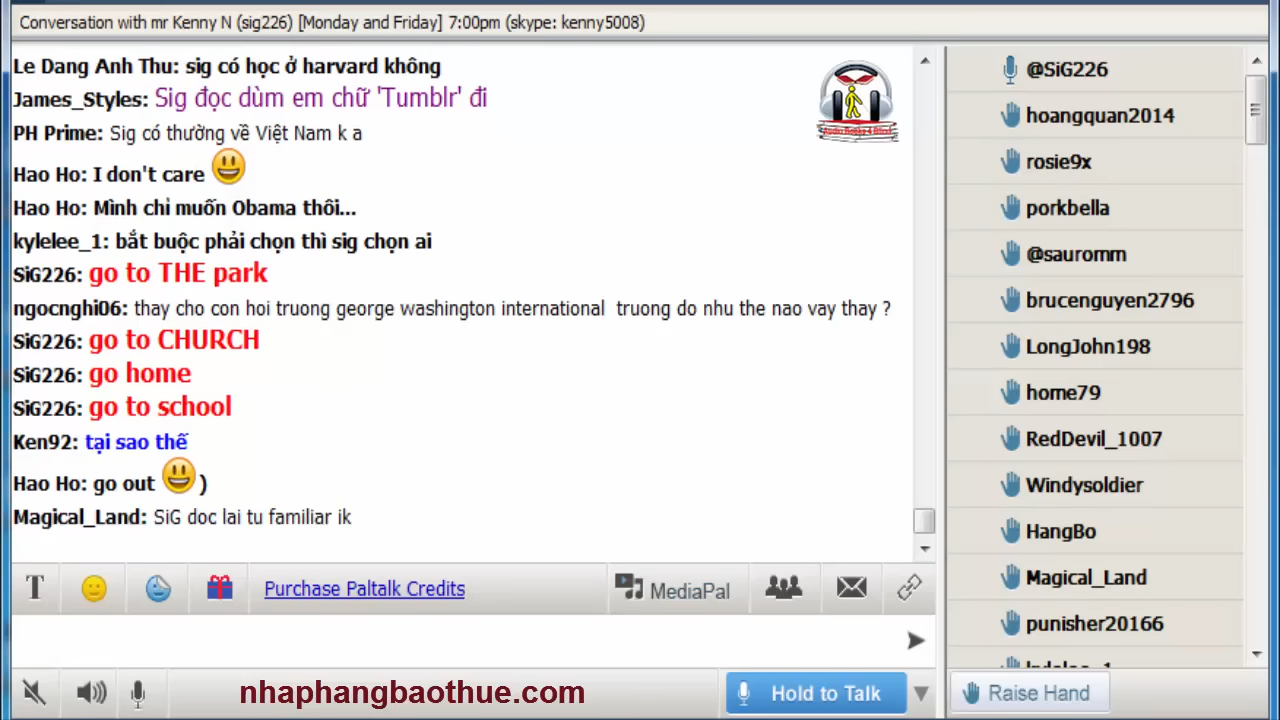 Conversation with mr Kenny N (sig226) [Monday and Friday] 7:00pm (skype: kenny5008)
Le Dang Anh Thu: sig có học ở harvard không
James_Styles: Sig đọc dùm em chữ 'Tumblr' đi
PH Prime: Sig có thường về Việt Nam k a
Hao Ho: I don't care
Hao Ho: Mình chỉ muốn Obama thôi...
kylelee_1: bắt buộc phải chọn thì sig chọn ai
SiG226: go to THE park
ngocnghi06: thay cho con hoi truong george washington international truong do nhu the nao vay thay ?
SiG226: go to CHURCH
SiG226: go home
SiG226: go to school
Ken92: tại sao thế
Hao Ho: go out )
Magical_Land: SiG doc lai tu familiar ik
@SiG226
hoangquan2014
rosie9x
porkbella
@sauromm
brucenguyen2796
LongJohn198
home79
RedDevil_1007
Windysoldier
HangBo
Magical_Land
punisher20166
T
Purchase Paltalk Credits
MediaPal
nhaphangbaothue.com
Hold to Talk
Raise Hand